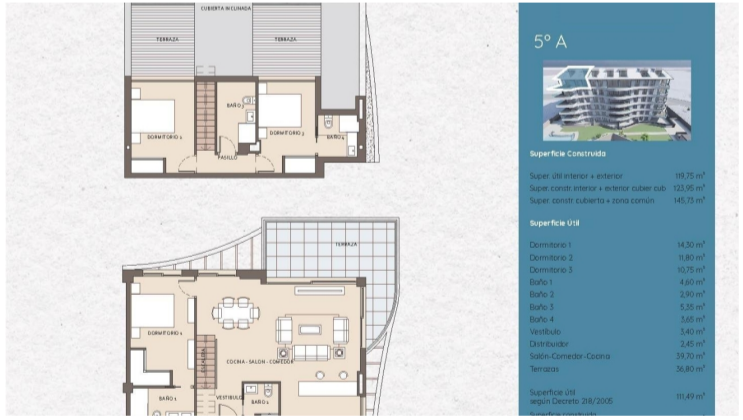 CUBIERTA INCLINADA
TERRAZA
TERRAZA
BAÑO 3
DORMITORIO 2
DORMITORIO 3
BAÑO 4
PASILLO
TERRAZA
DORMITORIO 1
ESCALERA
COCINA - SALON - COMEDOR
VESTIBULO
BAÑO 1
BAÑO 2
5º A
Superficie Construida
Super. útil interior + exterior 119,75 m²
Super. constr. interior + exterior cubier. cub 123,95 m²
Super. constr. cubierta + zona común 145,73 m²
Superficie Útil
Dormitorio 1 14,30 m²
Dormitorio 2 11,80 m²
Dormitorio 3 10,75 m²
Baño 1 4,60 m²
Baño 2 2,90 m²
Baño 3 5,35 m²
Baño 4 3,65 m²
Vestíbulo 3,40 m²
Distribuidor 2,45 m²
Salón-Comedor-Cocina 39,70 m²
Terrazas 36,80 m²
Superficie útil
según Decreto 218/2005 111,49 m²
Superficie construida